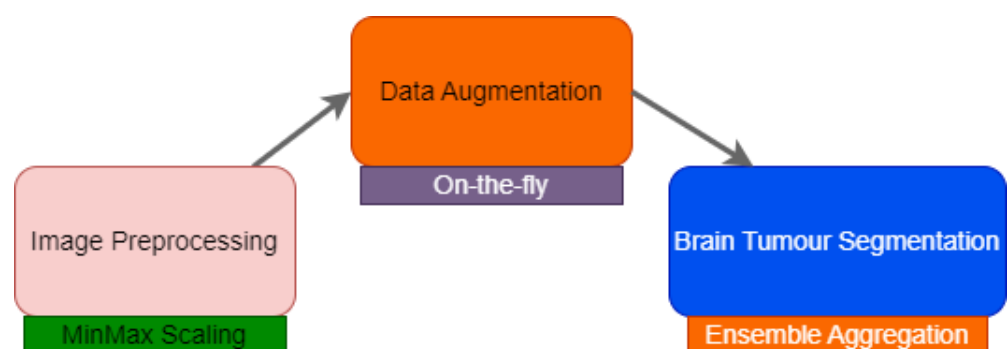 Data Augmentation
On-the-fly
Image Preprocessing
MinMax Scaling
Brain Tumour Segmentation
Ensemble Aggregation